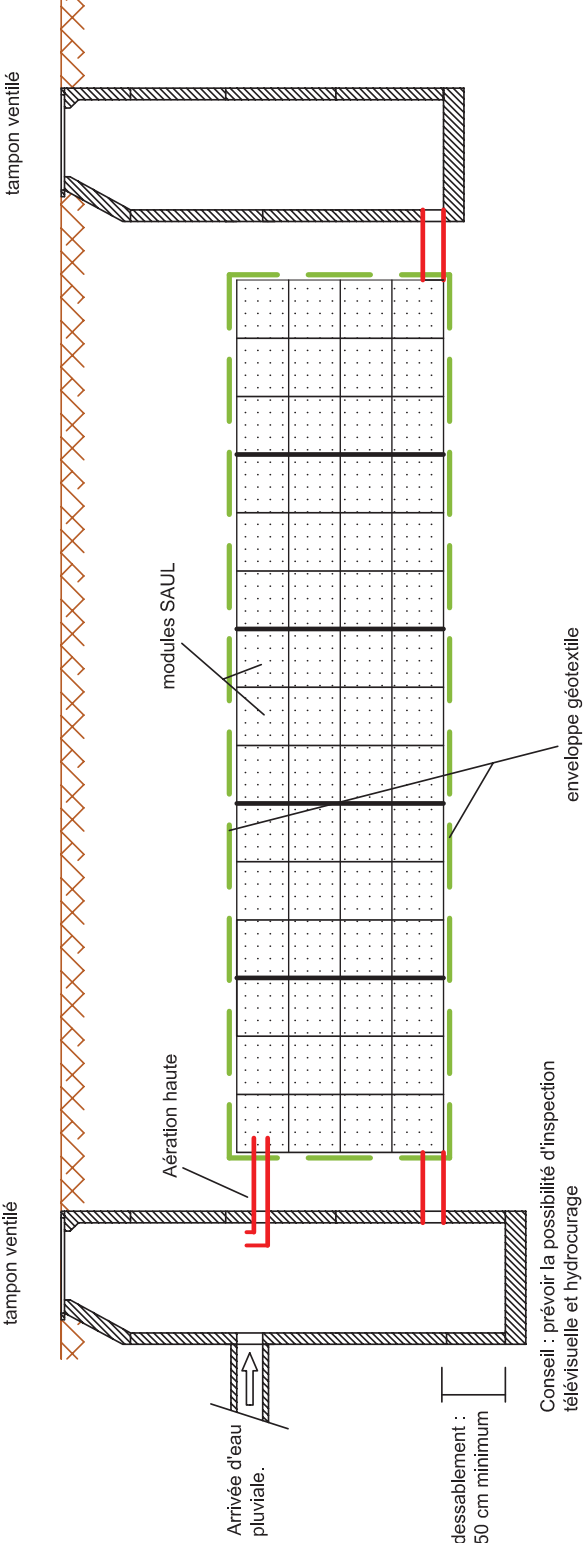 tampon ventilé
tampon ventilé
Aération haute
modules SAUL
Arrivée d'eau
pluviale.
dessablement :
50 cm minimum
Conseil : prévoir la possibilité d'inspection
télévisuelle et hydrocurage
enveloppe géotextile